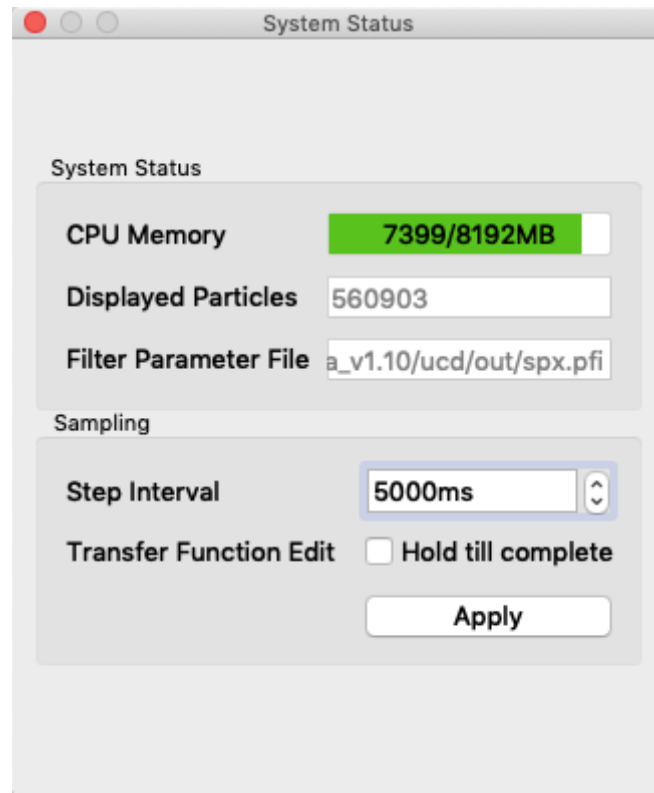 System Status
System Status
CPU Memory 7399/8192MB
Displayed Particles 560903
Filter Parameter File a_v1.10/ucd/out/spx.pfi
Sampling
Step Interval 5000ms
Transfer Function Edit Hold till complete
Apply